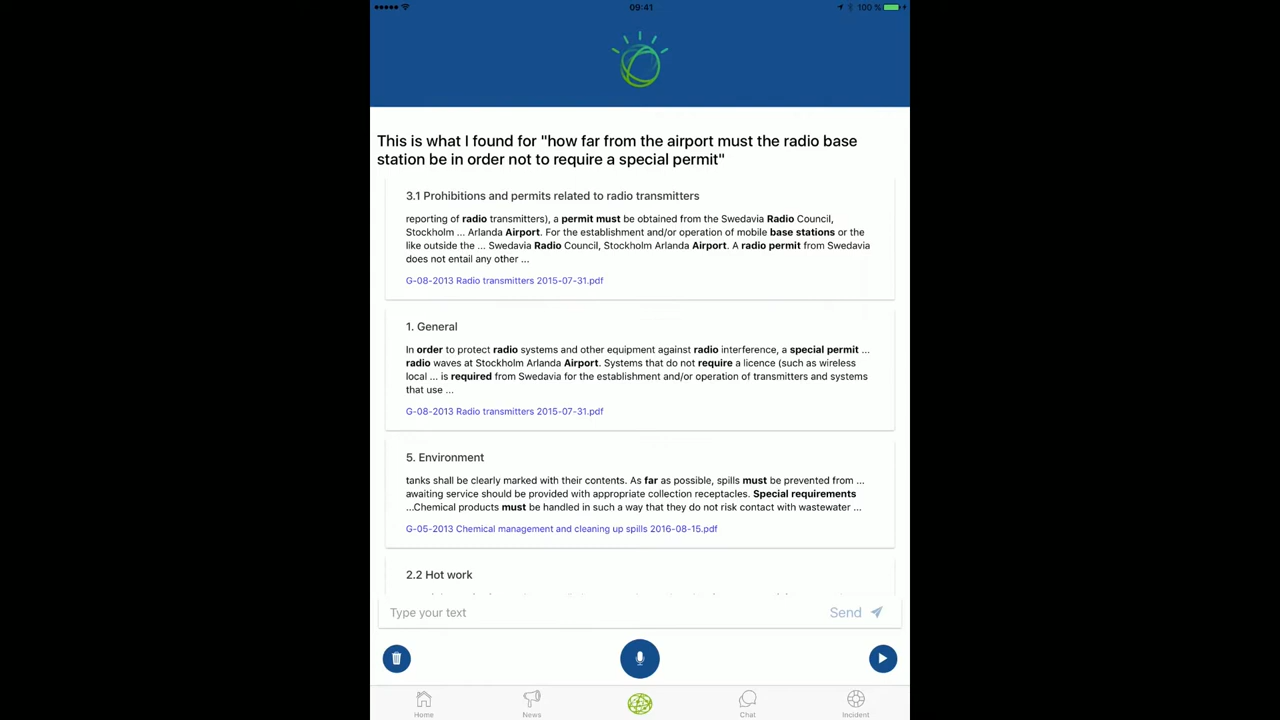 09:41
100 %
This is what I found for "how far from the airport must the radio base
station be in order not to require a special permit"
3.1 Prohibitions and permits related to radio transmitters
reporting of radio transmitters), a permit must be obtained from the Swedavia Radio Council,
Stockholm ... Arlanda Airport. For the establishment and/or operation of mobile base stations or the
like outside the ... Swedavia Radio Council, Stockholm Arlanda Airport. A radio permit from Swedavia
does not entail any other ...
G-08-2013 Radio transmitters 2015-07-31.pdf
1. General
In order to protect radio systems and other equipment against radio interference, a special permit ...
radio waves at Stockholm Arlanda Airport. Systems that do not require a licence (such as wireless
local ... is required from Swedavia for the establishment and/or operation of transmitters and systems
that use ...
G-08-2013 Radio transmitters 2015-07-31.pdf
5. Environment
tanks shall be clearly marked with their contents. As far as possible, spills must be prevented from ...
awaiting service should be provided with appropriate collection receptacles. Special requirements
...Chemical products must be handled in such a way that they do not risk contact with wastewater ...
G-05-2013 Chemical management and cleaning up spills 2016-08-15.pdf
2.2 Hot work
Type your text
Send
Home
News
Chat
Incident